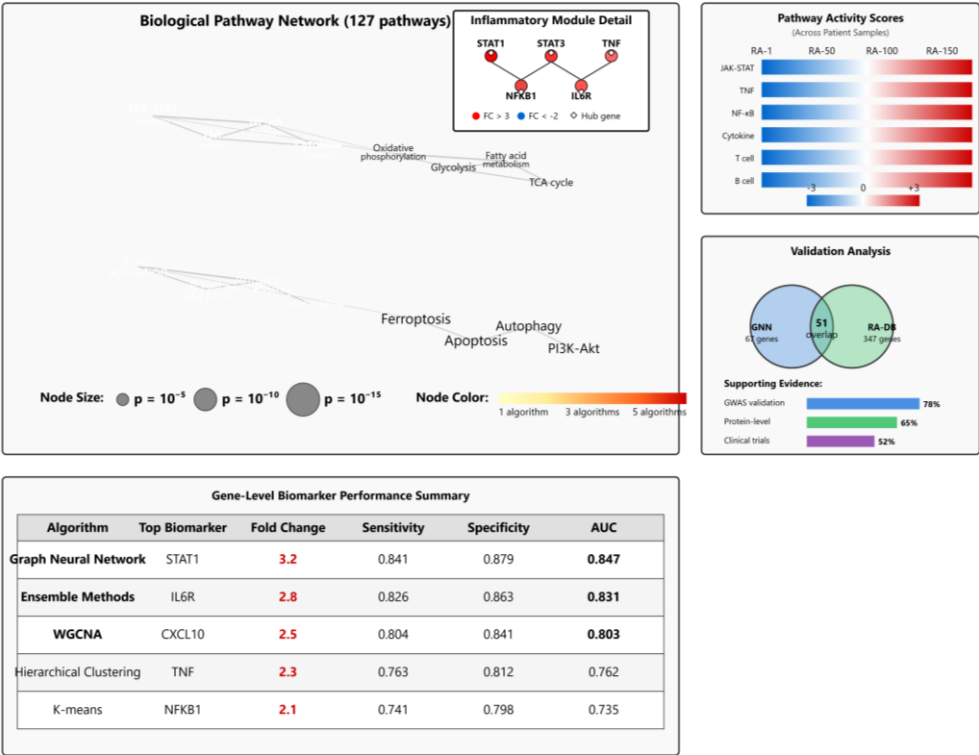 Biological Pathway Network (127 pathways)
Inflammatory Module Detail
STAT1 STAT3 TNF
NFKB1 IL6R
FC > 3 FC < -2 Hub gene
Oxidative
phosphorylation
Glycolysis
Fatty acid
metabolism
TCA cycle
Ferroptosis
Apoptosis
Autophagy
PI3K-Akt
Node Size: p = 10⁻⁵ p = 10⁻¹⁰ p = 10⁻¹⁵ Node Color:
1 algorithm 3 algorithms 5 algorithms
Pathway Activity Scores
(Across Patient Samples)
RA-1 RA-50 RA-100 RA-150
JAK-STAT
TNF
NF-κB
Cytokine
T cell
B cell
-3 0 +3
Validation Analysis
GNN 51 RA-DB
67 genes overlap 347 genes
Supporting Evidence:
GWAS validation 78%
Protein-level 65%
Clinical trials 52%
Gene-Level Biomarker Performance Summary
Algorithm Top Biomarker Fold Change Sensitivity Specificity AUC
Graph Neural Network STAT1 3.2 0.841 0.879 0.847
Ensemble Methods IL6R 2.8 0.826 0.863 0.831
WGCNA CXCL10 2.5 0.804 0.841 0.803
Hierarchical Clustering TNF 2.3 0.763 0.812 0.762
K-means NFKB1 2.1 0.741 0.798 0.735